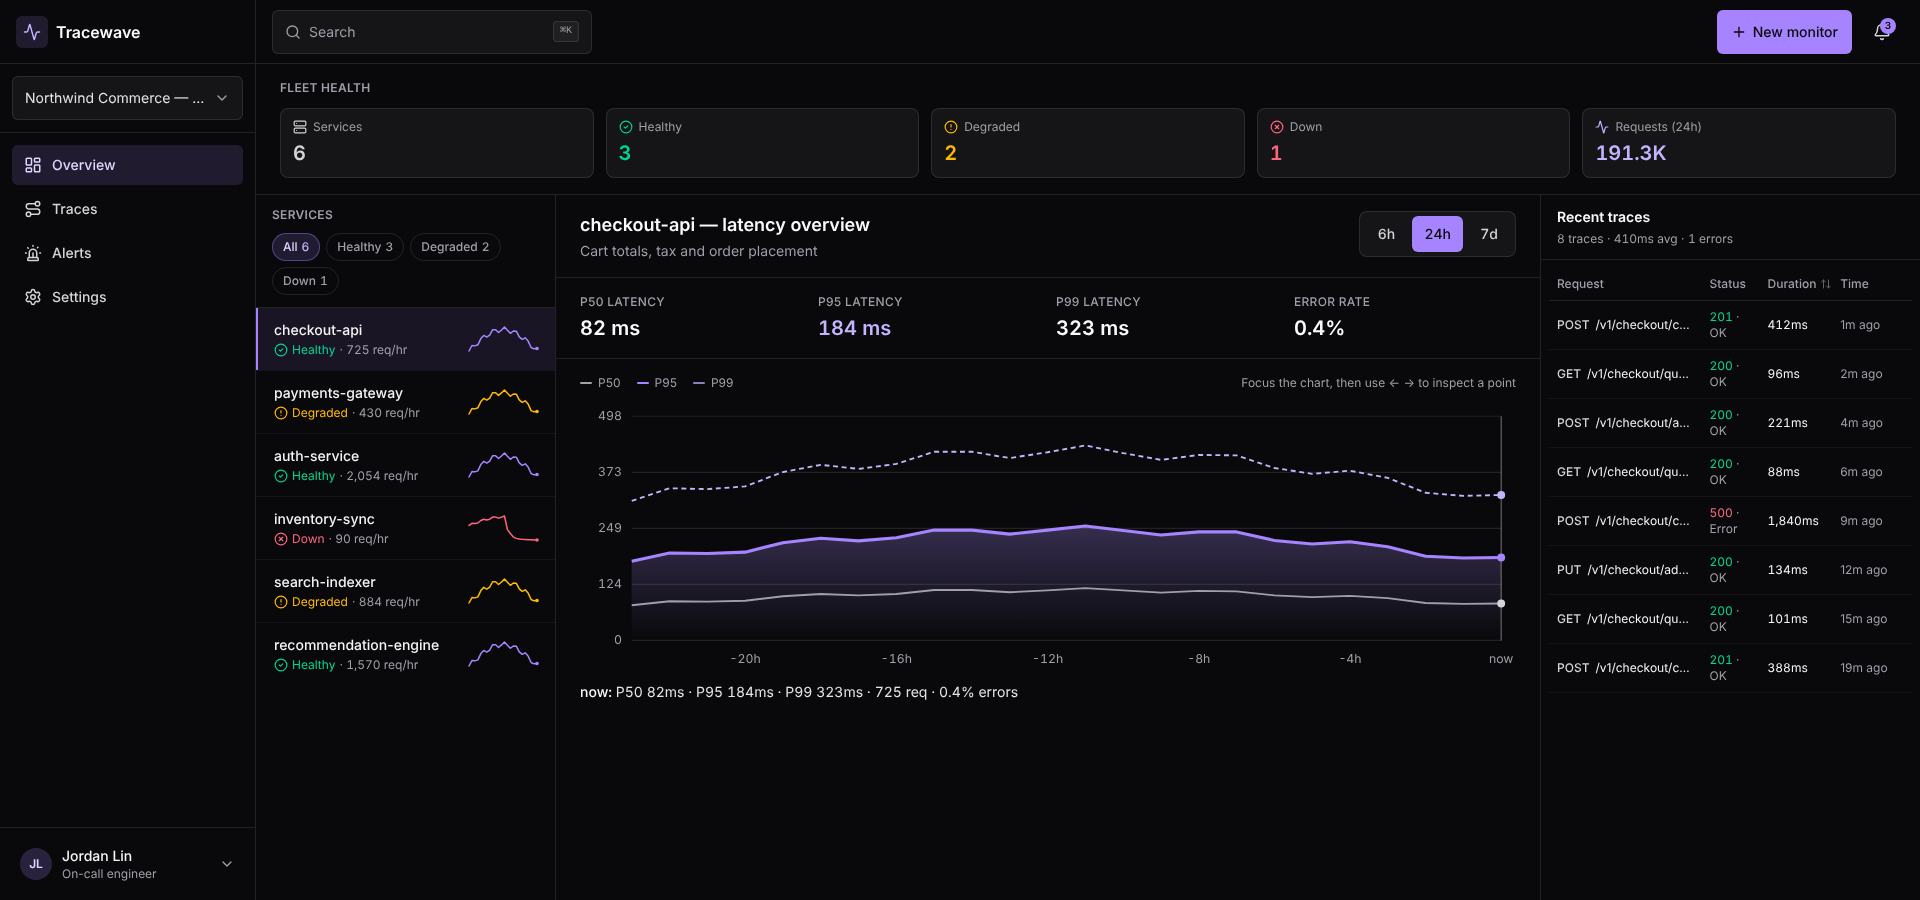 Tracewave
Search
⌘K
New monitor
3
Northwind Commerce — ...
Overview
Traces
Alerts
Settings
JL
Jordan Lin
On-call engineer
FLEET HEALTH
Services
6
Healthy
3
Degraded
2
Down
1
Requests (24h)
191.3K
SERVICES
All 6
Healthy 3
Degraded 2
Down 1
checkout-api
Healthy · 725 req/hr
payments-gateway
Degraded · 430 req/hr
auth-service
Healthy · 2,054 req/hr
inventory-sync
Down · 90 req/hr
search-indexer
Degraded · 884 req/hr
recommendation-engine
Healthy · 1,570 req/hr
checkout-api — latency overview
Cart totals, tax and order placement
6h 24h 7d
P50 LATENCY
82 ms
P95 LATENCY
184 ms
P99 LATENCY
323 ms
ERROR RATE
0.4%
P50 P95 P99
Focus the chart, then use ← → to inspect a point
498
373
249
124
0
-20h -16h -12h -8h -4h now
now: P50 82ms · P95 184ms · P99 323ms · 725 req · 0.4% errors
Recent traces
8 traces · 410ms avg · 1 errors
Request Status Duration ↑↓ Time
POST /v1/checkout/c... 201 · OK 412ms 1m ago
GET /v1/checkout/qu... 200 · OK 96ms 2m ago
POST /v1/checkout/a... 200 · OK 221ms 4m ago
GET /v1/checkout/qu... 200 · OK 88ms 6m ago
POST /v1/checkout/c... 500 · Error 1,840ms 9m ago
PUT /v1/checkout/ad... 200 · OK 134ms 12m ago
GET /v1/checkout/qu... 200 · OK 101ms 15m ago
POST /v1/checkout/c... 201 · OK 388ms 19m ago